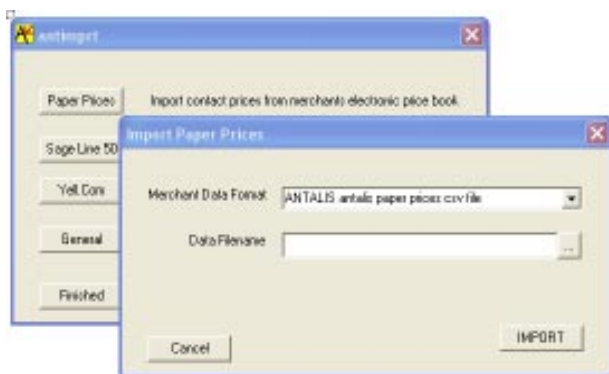 antimprt
Paper Prices
Import contact prices from merchants electronic price book.
Sage Line 50
Yell.Com
General
Finished
Import Paper Prices
Merchant Data Format
ANTALIS antalis paper prices csv file
Data Filename
...
Cancel
IMPORT